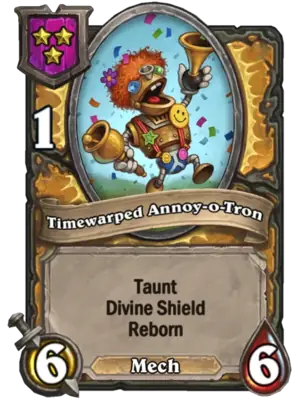 1
Timewarped Annoy-o-Tron
Taunt
Divine Shield
Reborn
Mech
6
6